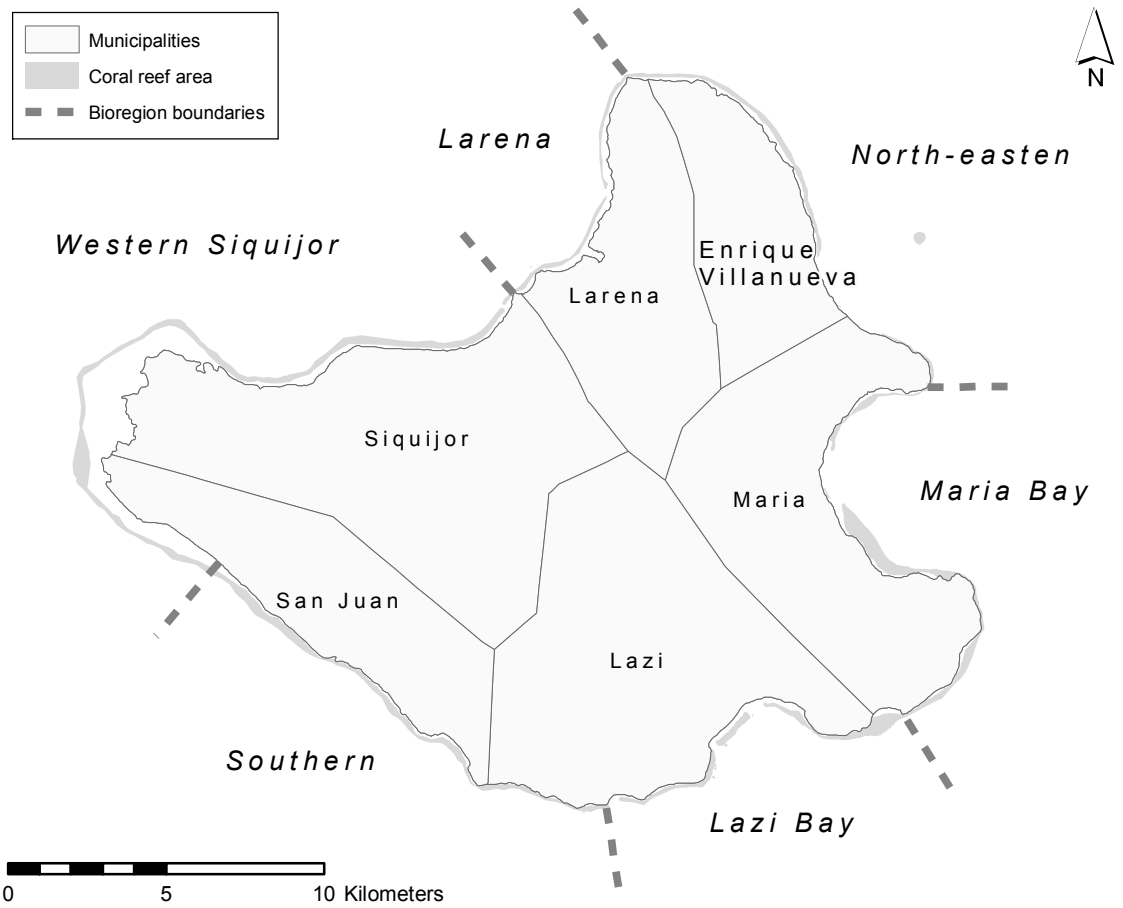 Municipalities
Coral reef area
Bioregion boundaries
N
Larena
North-easten
Western Siquijor
Enrique
Villanueva
Larena
Siquijor
Maria Bay
Maria
San Juan
Lazi
Southern
Lazi Bay
0 5 10 Kilometers